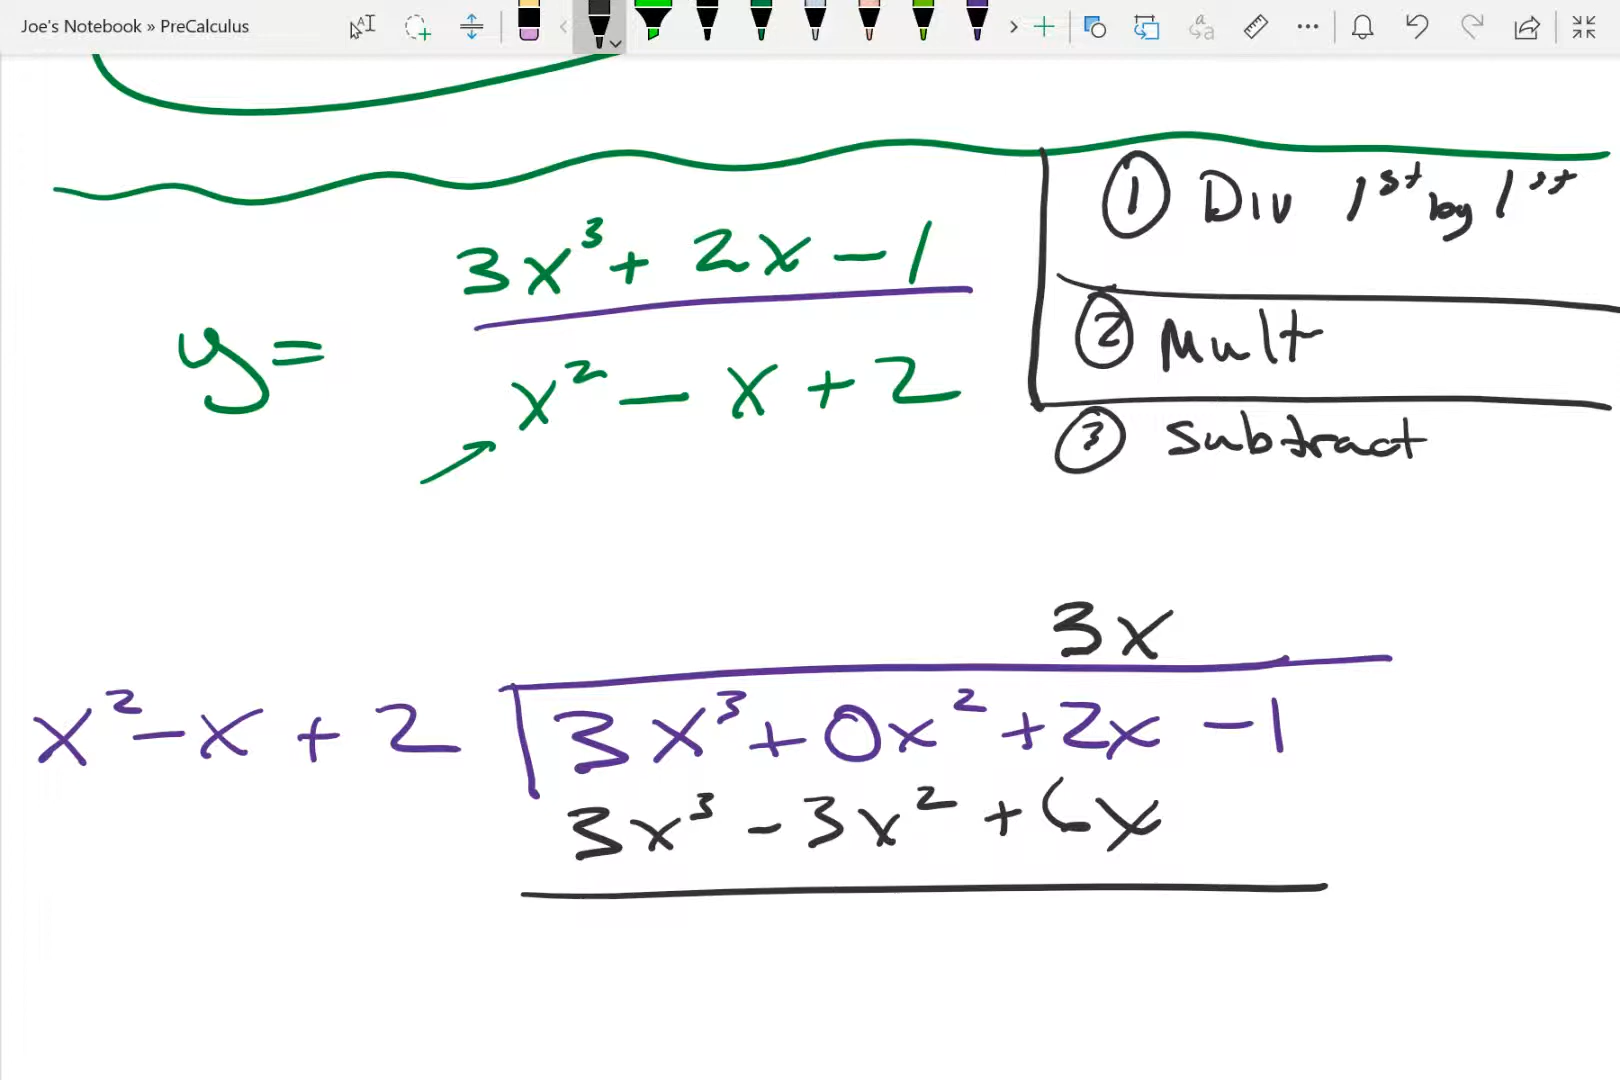 Joe's Notebook » PreCalculus
① Div 1st by 1st
3x³ + 2x - 1
y =
x² - x + 2
② Mult
③ Subtract
3x
x² - x + 2
3x³ + 0x² + 2x - 1
3x³ - 3x² + 6x